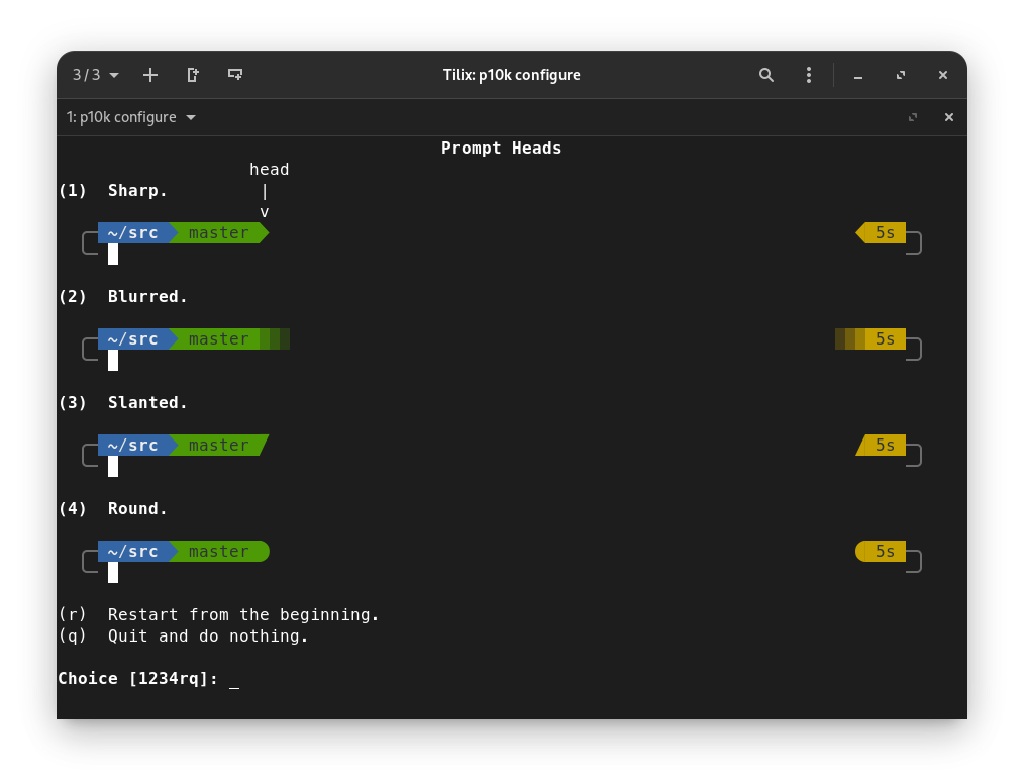 3 / 3
Tilix: p10k configure
1: p10k configure
Prompt Heads
head
(1)  Sharp.          |
v
~/src  master  5s
(2)  Blurred.
~/src  master  5s
(3)  Slanted.
~/src  master  5s
(4)  Round.
~/src  master  5s
(r)  Restart from the beginning.
(q)  Quit and do nothing.
Choice [1234rq]: _